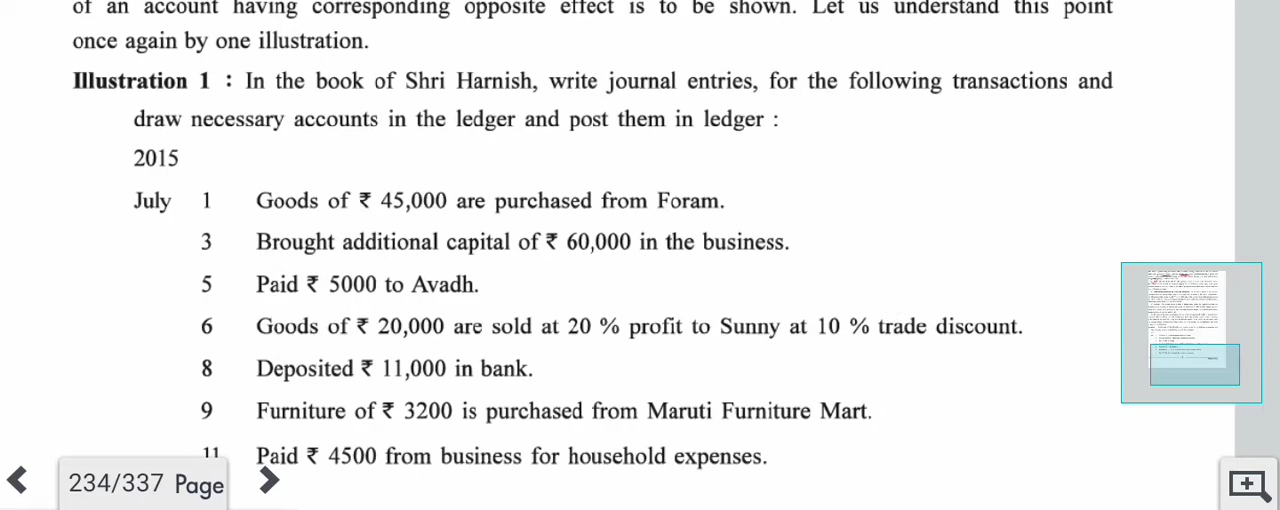 of an account having corresponding opposite effect is to be shown. Let us understand this point
once again by one illustration.
Illustration 1 : In the book of Shri Harnish, write journal entries, for the following transactions and
draw necessary accounts in the ledger and post them in ledger :
2015
July 1 Goods of ₹ 45,000 are purchased from Foram.
3 Brought additional capital of ₹ 60,000 in the business.
5 Paid ₹ 5000 to Avadh.
6 Goods of ₹ 20,000 are sold at 20 % profit to Sunny at 10 % trade discount.
8 Deposited ₹ 11,000 in bank.
9 Furniture of ₹ 3200 is purchased from Maruti Furniture Mart.
11 Paid ₹ 4500 from business for household expenses.
234/337 Page